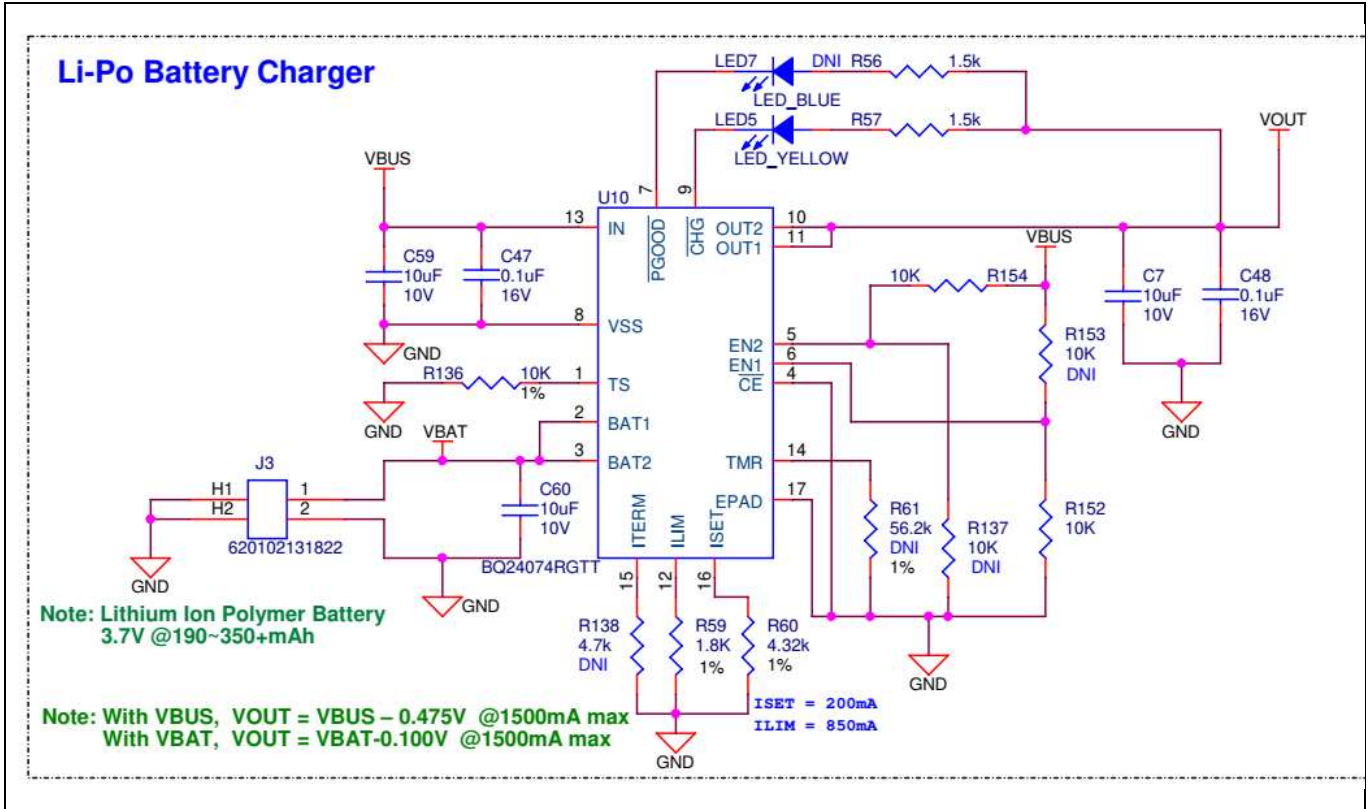 Li-Po Battery Charger
LED7
DNI R56
1.5k
LED_BLUE
LED5
R57
1.5k
LED_YELLOW
VOUT
VBUS
U10
7
9
13
IN
PGOOD
CHG
OUT2
10
OUT1
11
VBUS
C59
10uF
10V
C47
0.1uF
16V
10K
R154
C7
10uF
10V
C48
0.1uF
16V
8
VSS
GND
EN2
5
EN1
6
CE
4
R153
10K
DNI
R136
10K
1%
1
TS
GND
GND
2
BAT1
VBAT
3
BAT2
TMR
14
EPAD
17
J3
H1
1
H2
2
620102131822
C60
10uF
10V
R61
56.2k
DNI
1%
R137
10K
DNI
R152
10K
ITERM
ILIM
ISET
BQ24074RGTT
15
12
16
GND
GND
Note: Lithium Ion Polymer Battery
3.7V @190~350+mAh
R138
4.7k
DNI
R59
1.8K
1%
R60
4.32k
1%
GND
ISET = 200mA
ILIM = 850mA
Note: With VBUS, VOUT = VBUS – 0.475V @1500mA max
With VBAT, VOUT = VBAT-0.100V @1500mA max
GND